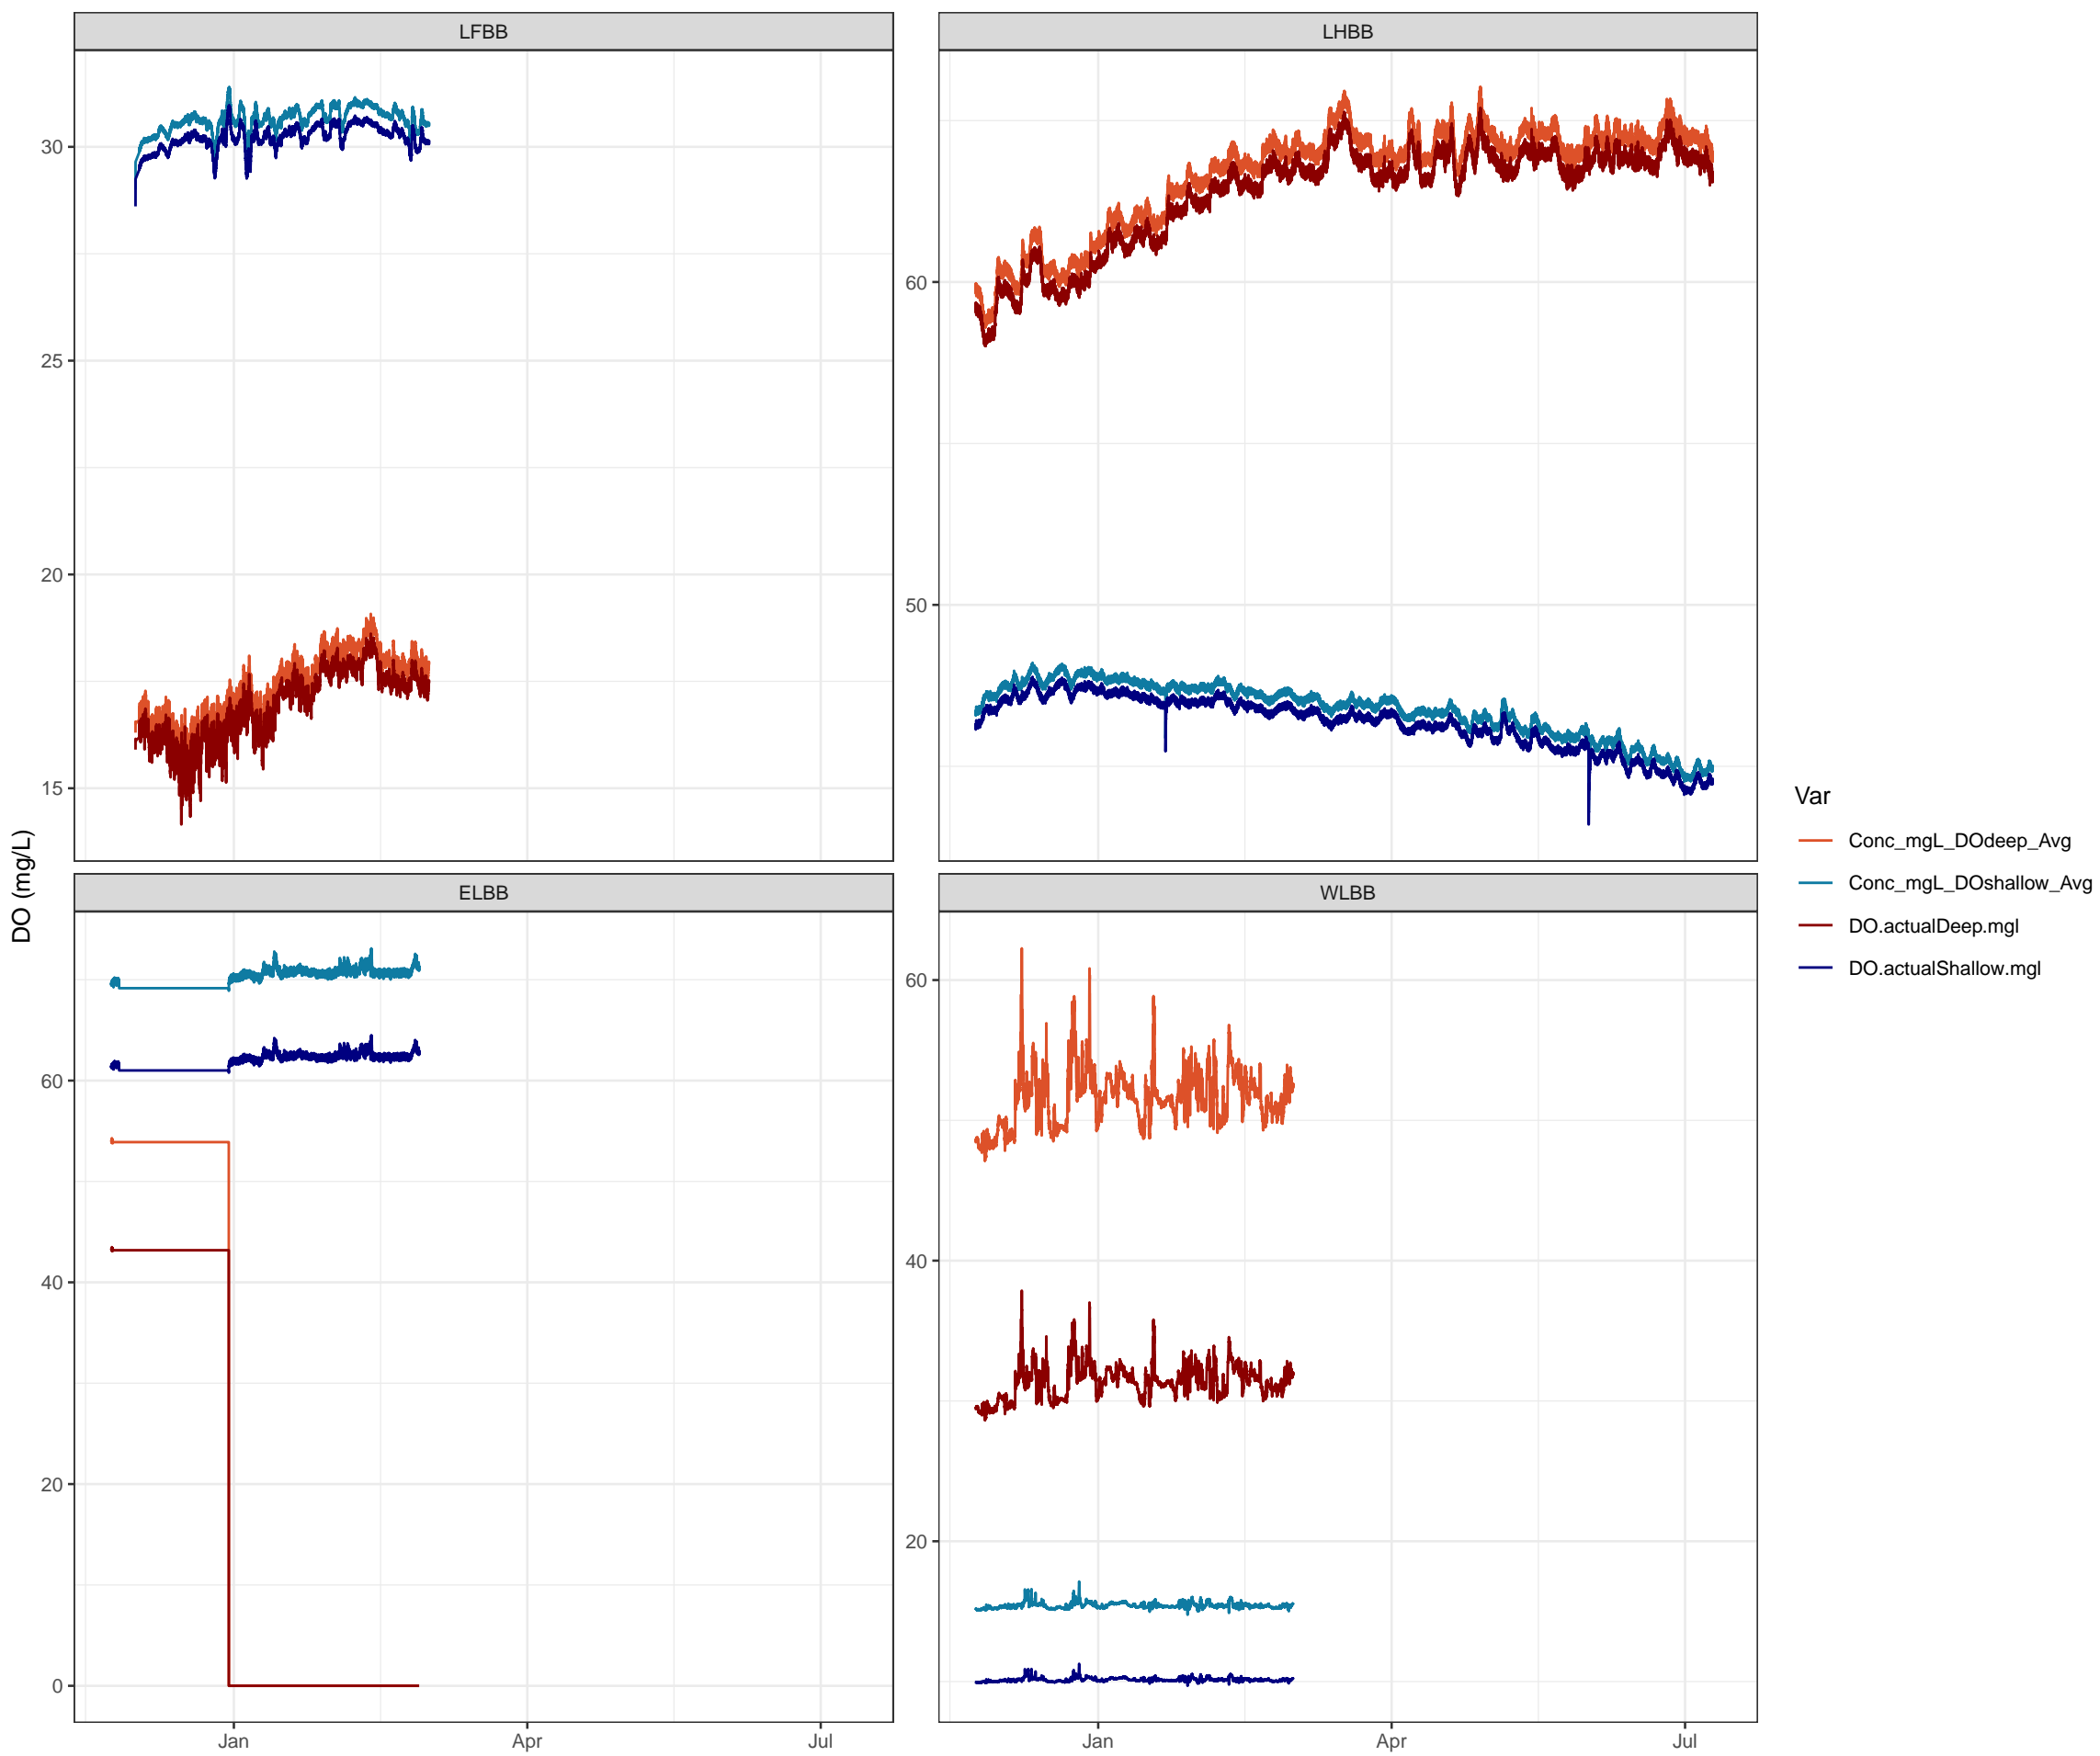 LFBB
LHBB
30
25
20
15
60
50
DO (mg/L)
ELBB
WLBB
60
40
20
0
60
40
20
Jan
Apr
Jul
Jan
Apr
Jul
Var
Conc_mgL_DOdeep_Avg
Conc_mgL_DOshallow_Avg
DO.actualDeep.mgl
DO.actualShallow.mgl